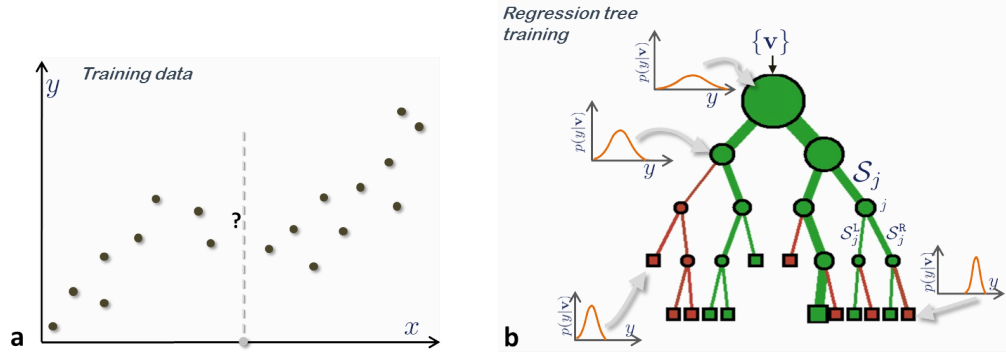 Training data
y
?
x
a
Regression tree
training
{v}
p(y|v)
y
p(y|v)
y
S_j
j
S_j^L
S_j^R
p(y|v)
y
p(y|v)
y
b